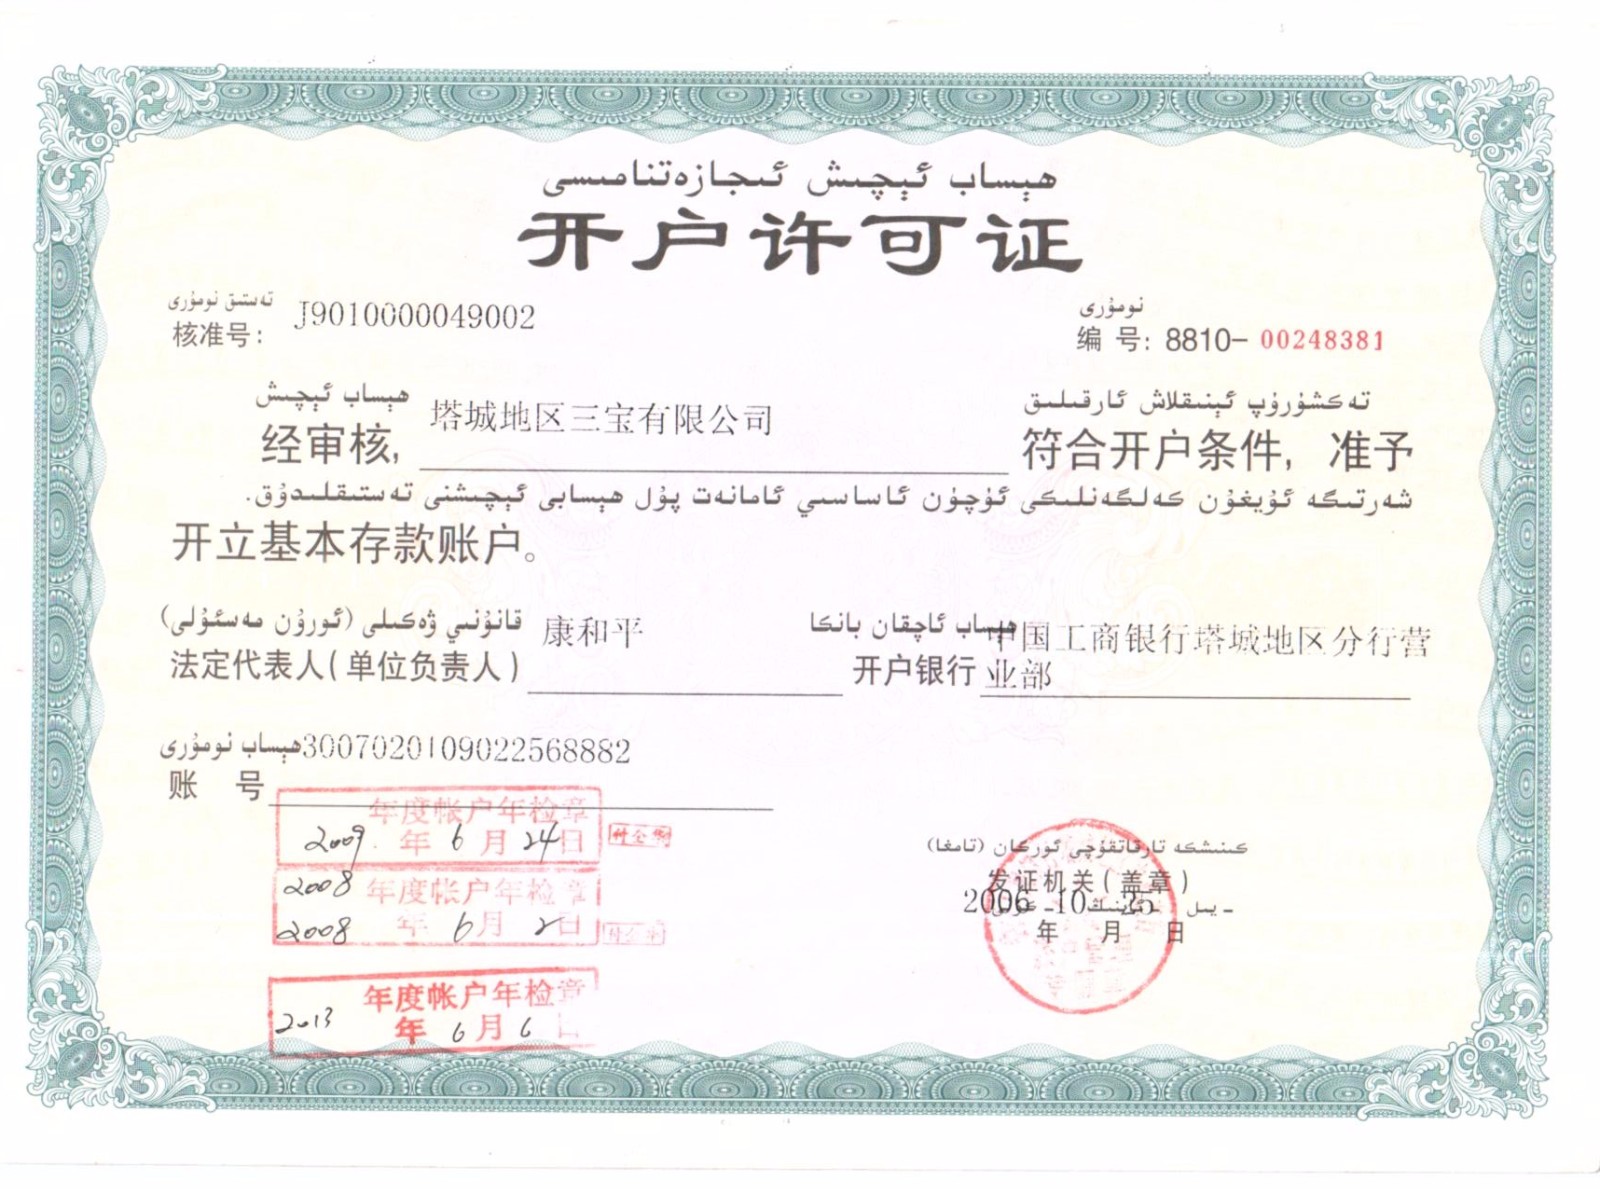 ھېساب ئېچىش ئىجازەتنامىسى
开户许可证
تەستىق نومۇرى
核准号: J9010000049002
نومۇرى
编 号: 8810-00248381
ھېساب ئېچىش
经审核, 塔城地区三宝有限公司
تەكشۈرۈپ ئېنىقلاش ئارقىلىق
符合开户条件, 准予
شەرتىگە ئۇيغۇن كەلگەنلىكى ئۈچۈن ئاساسىي ئامانەت پۇل ھېسابى ئېچىشنى تەستىقلىدۇق.
开立基本存款账户。
قانۇنىي ۋەكىلى (ئورۇن مەسئۇلى)
法定代表人(单位负责人) 康和平
ھېساب ئاچقان بانكا
开户银行 中国工商银行塔城地区分行营
业部
ھېساب نومۇرى 3007020109022568882
账 号
年度帐户年检章
2009. 年 6 月 24 日
2008 年度帐户年检章
2008 年 6 月 2 日
年度帐户年检章
2013 年 6 月 6 日
كىنىشكە تارقاتقۇچى ئورگان (تامغا)
发证机关(盖章)
2006 - 10 - 25
年 月 日